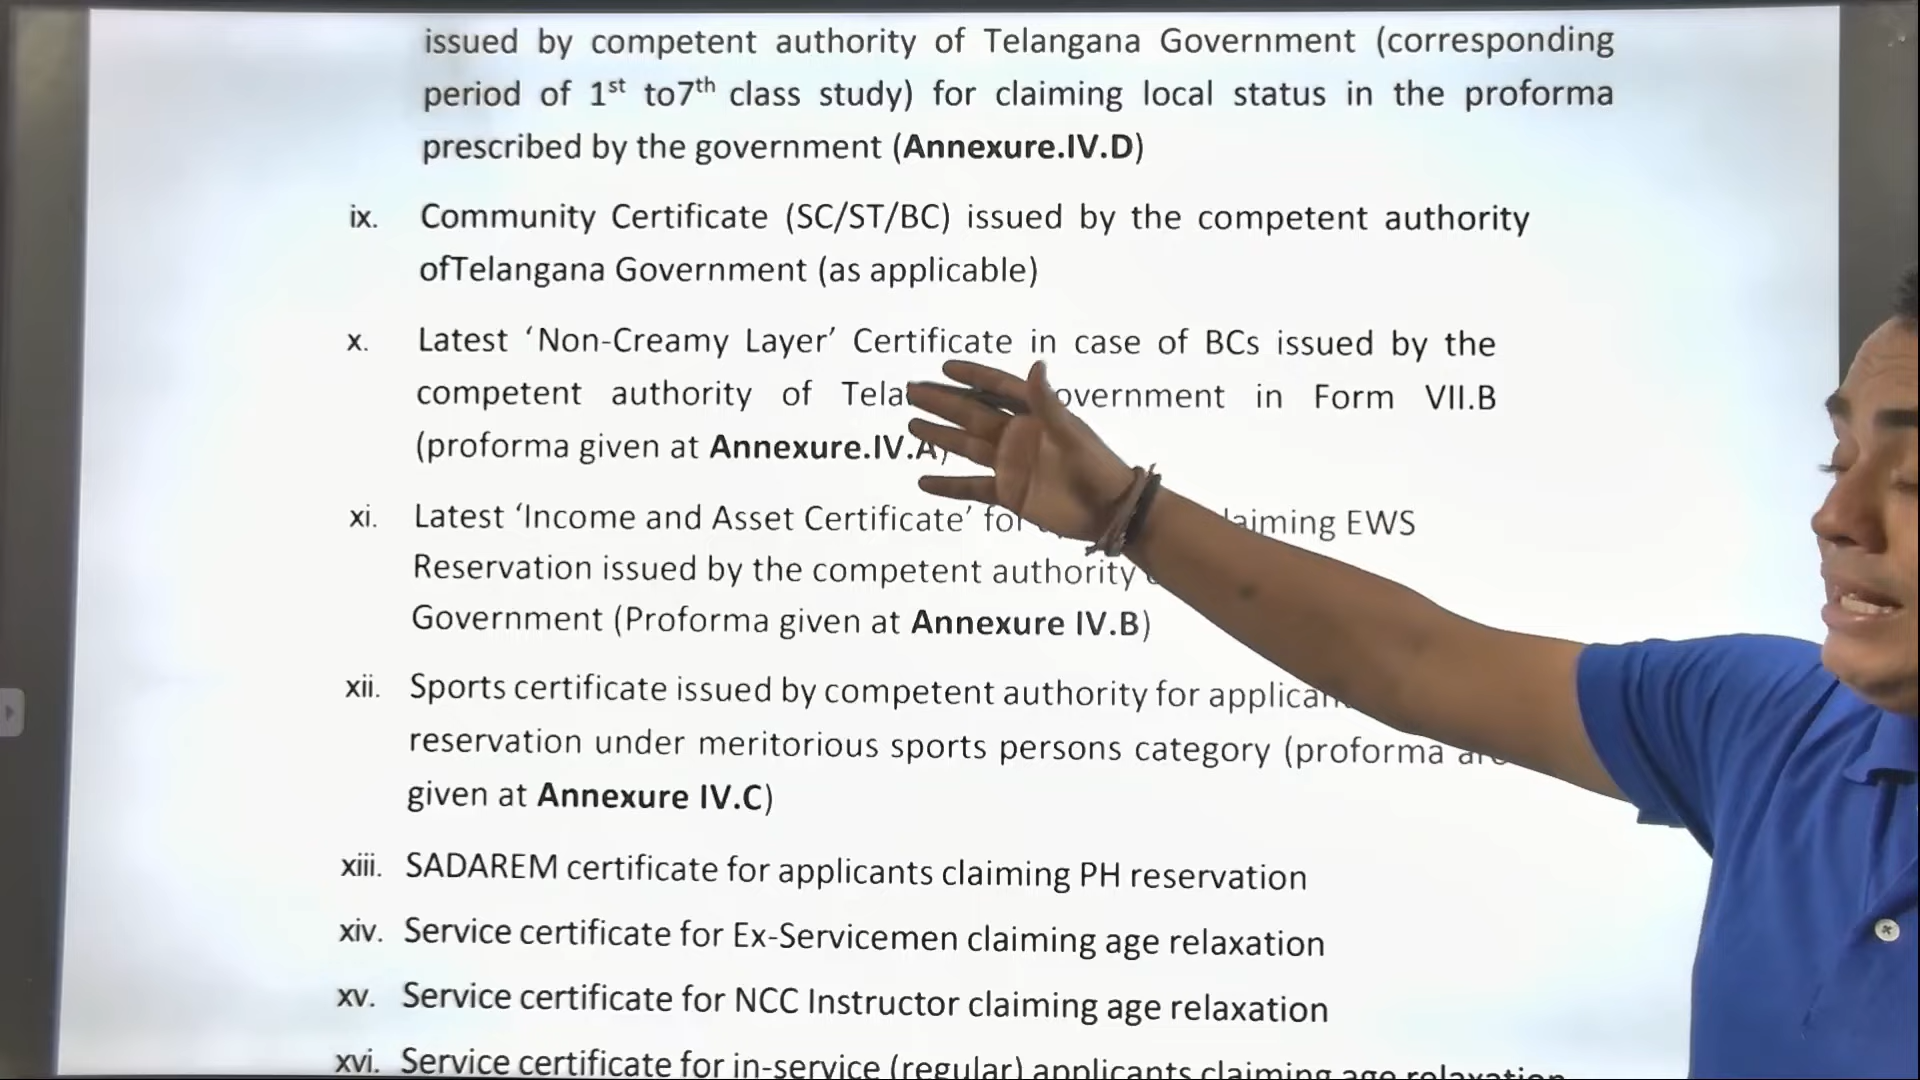 issued by competent authority of Telangana Government (corresponding
period of 1st to7th class study) for claiming local status in the proforma
prescribed by the government (Annexure.IV.D)
ix. Community Certificate (SC/ST/BC) issued by the competent authority
ofTelangana Government (as applicable)
x. Latest ‘Non-Creamy Layer’ Certificate in case of BCs issued by the
competent authority of in Form VII.B
(proforma given at Annexure.IV.A)
xi. Latest ‘Income and Asset Certificate’ EWS
Reservation issued by the competent authority
Government (Proforma given at Annexure IV.B)
xii. Sports certificate issued by competent authority for
reservation under meritorious sports persons category (proforma
given at Annexure IV.C)
xiii. SADAREM certificate for applicants claiming PH reservation
xiv. Service certificate for Ex-Servicemen claiming age relaxation
xv. Service certificate for NCC Instructor claiming age relaxation
xvi. Service certificate for in-service (regular) applicants claiming age relaxation